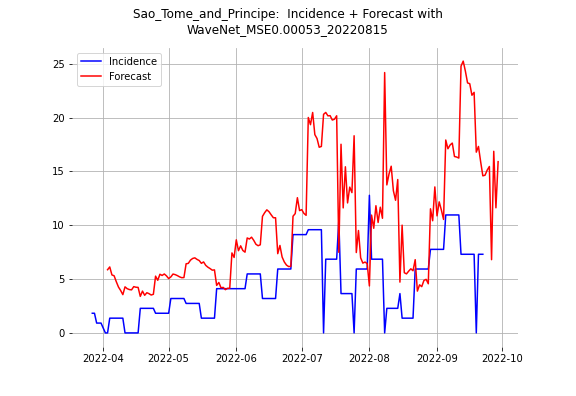 Sao_Tome_and_Principe: Incidence + Forecast with
WaveNet_MSE0.00053_20220815
Incidence
Forecast
25
20
15
10
5
0
2022-04 2022-05 2022-06 2022-07 2022-08 2022-09 2022-10